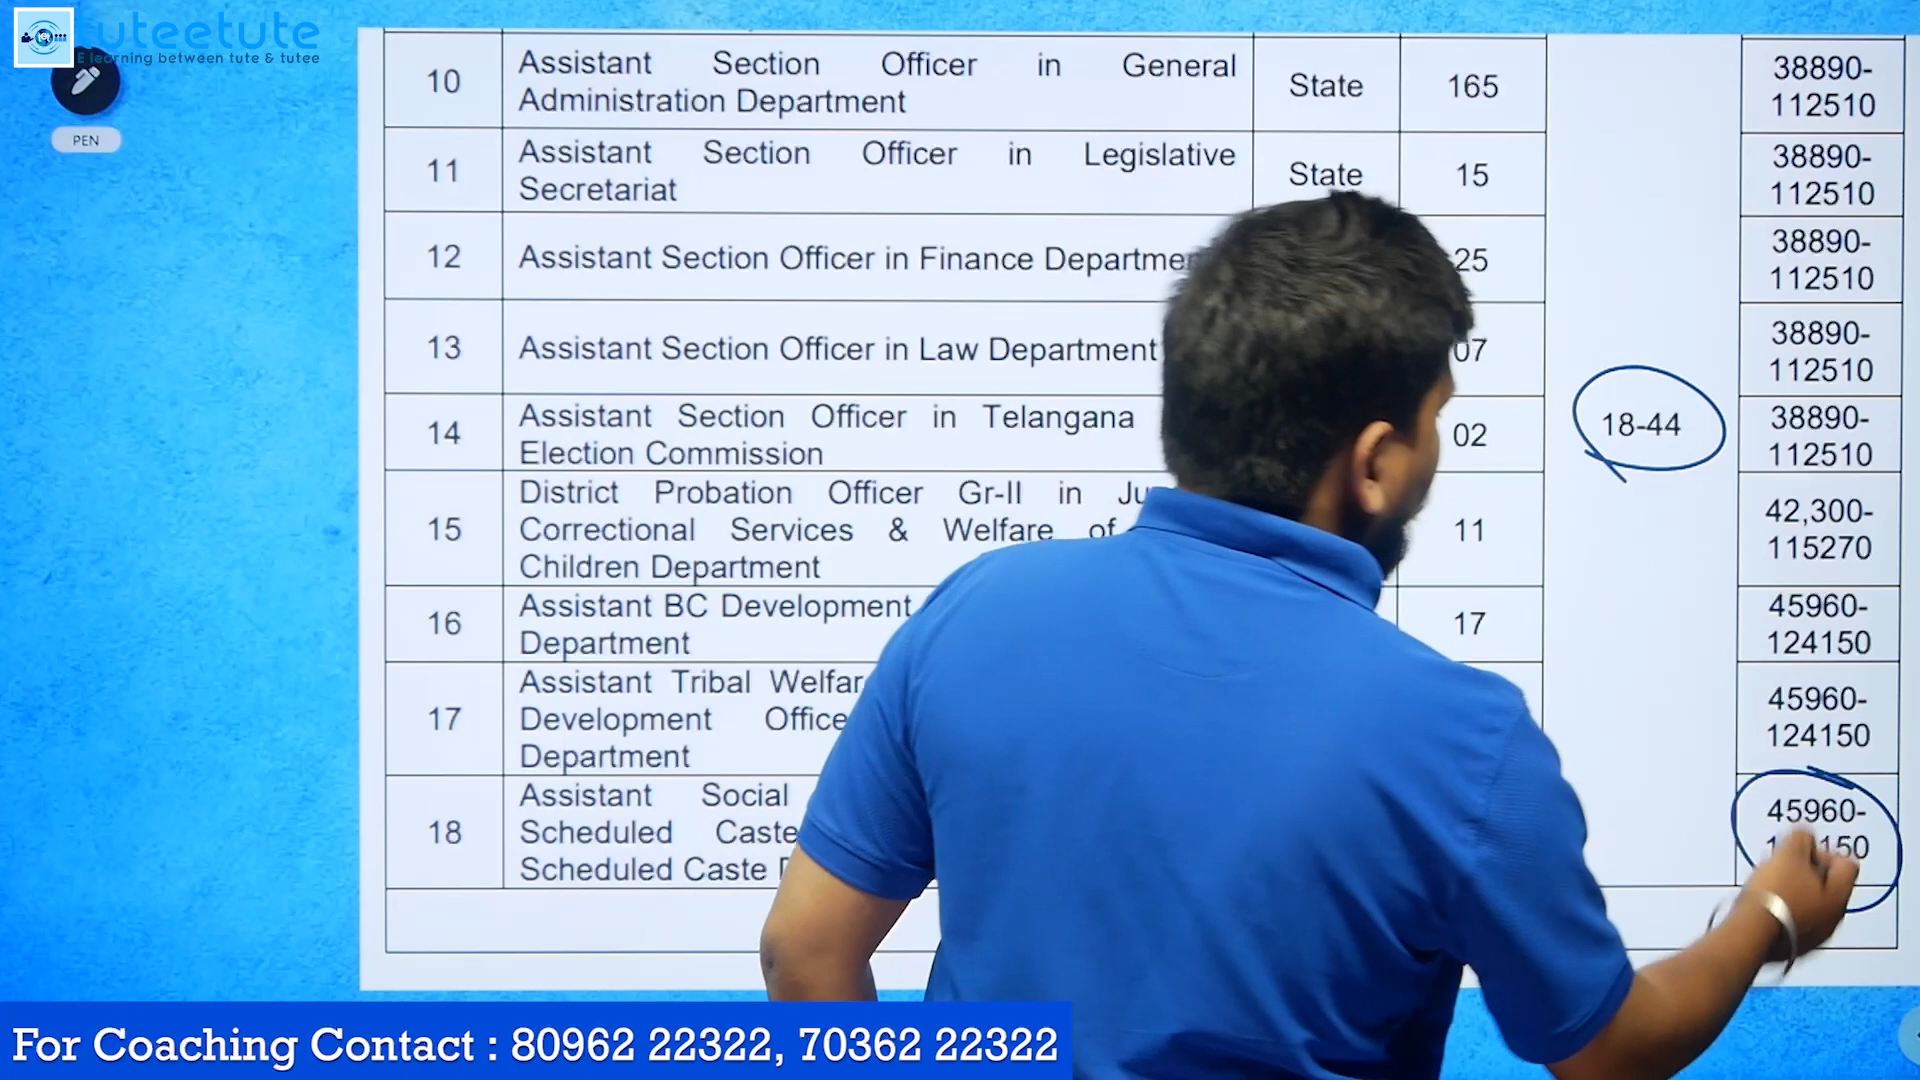 tuteetute
E learning between tute & tutee
PEN
10 Assistant Section Officer in General Administration Department State 165 38890-112510
11 Assistant Section Officer in Legislative Secretariat State 15 38890-112510
12 Assistant Section Officer in Finance 25 38890-112510
13 Assistant Section Officer in Law Department 07 38890-112510
14 Assistant Section Officer in Telangana Election Commission 02 18-44 38890-112510
15 District Probation Officer Gr-II in Correctional Services & Welfare of Children Department 11 42,300-115270
16 Assistant BC Development Department 17 45960-124150
17 Assistant Tribal Development Department 45960-124150
18 Assistant Social Scheduled Caste Scheduled Caste 45960-
For Coaching Contact : 80962 22322, 70362 22322